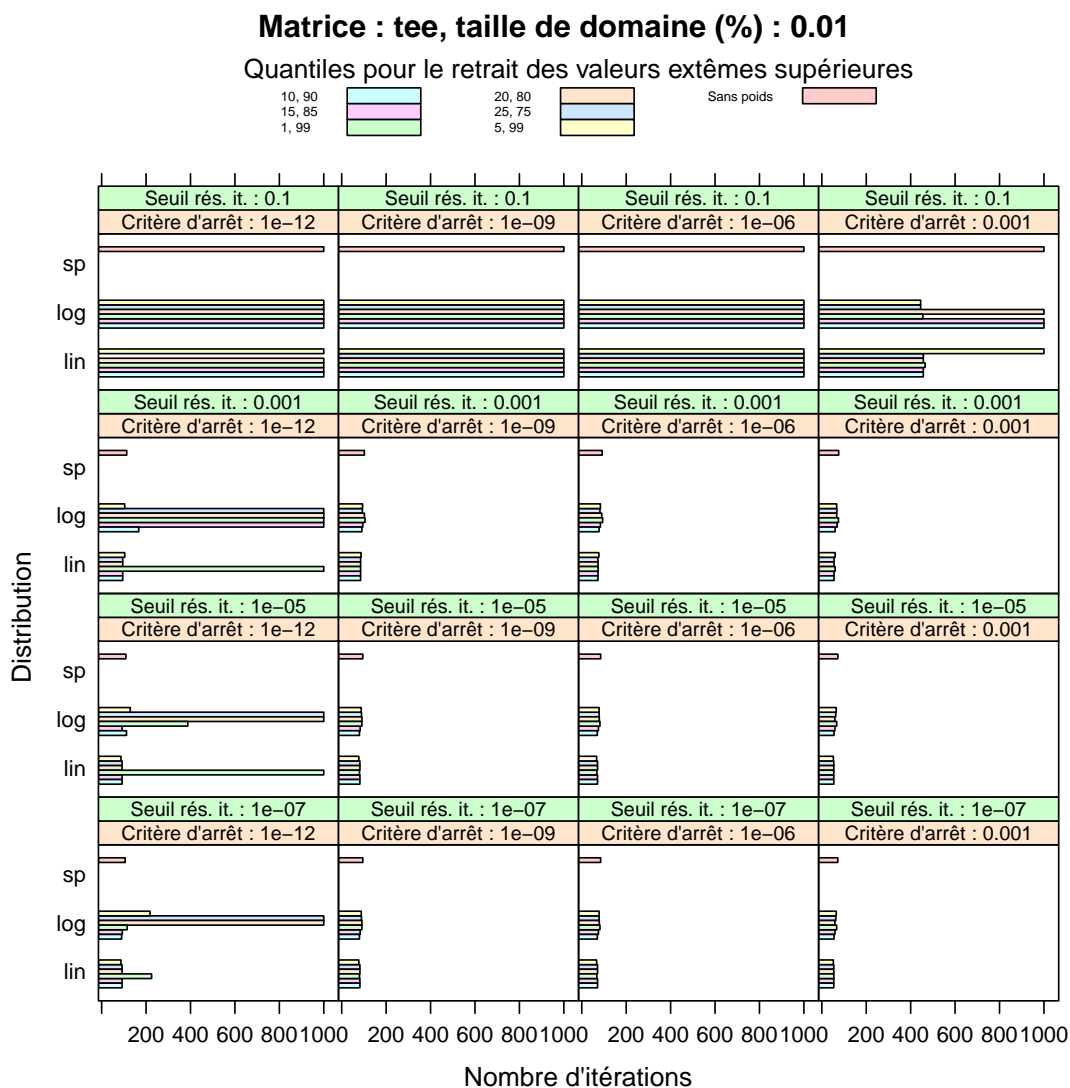 Matrice : tee, taille de domaine (%) : 0.01
Quantiles pour le retrait des valeurs extêmes supérieures
10, 90 20, 80 Sans poids
15, 85 25, 75
1, 99 5, 99
Seuil rés. it. : 0.1 Seuil rés. it. : 0.1 Seuil rés. it. : 0.1 Seuil rés. it. : 0.1
Critère d'arrêt : 1e−12 Critère d'arrêt : 1e−09 Critère d'arrêt : 1e−06 Critère d'arrêt : 0.001
sp
log
lin
Seuil rés. it. : 0.001 Seuil rés. it. : 0.001 Seuil rés. it. : 0.001 Seuil rés. it. : 0.001
Critère d'arrêt : 1e−12 Critère d'arrêt : 1e−09 Critère d'arrêt : 1e−06 Critère d'arrêt : 0.001
sp
log
lin
Seuil rés. it. : 1e−05 Seuil rés. it. : 1e−05 Seuil rés. it. : 1e−05 Seuil rés. it. : 1e−05
Critère d'arrêt : 1e−12 Critère d'arrêt : 1e−09 Critère d'arrêt : 1e−06 Critère d'arrêt : 0.001
sp
log
lin
Seuil rés. it. : 1e−07 Seuil rés. it. : 1e−07 Seuil rés. it. : 1e−07 Seuil rés. it. : 1e−07
Critère d'arrêt : 1e−12 Critère d'arrêt : 1e−09 Critère d'arrêt : 1e−06 Critère d'arrêt : 0.001
sp
log
lin
Distribution
200 400 600 800 1000 200 400 600 800 1000 200 400 600 800 1000 200 400 600 800 1000
Nombre d'itérations